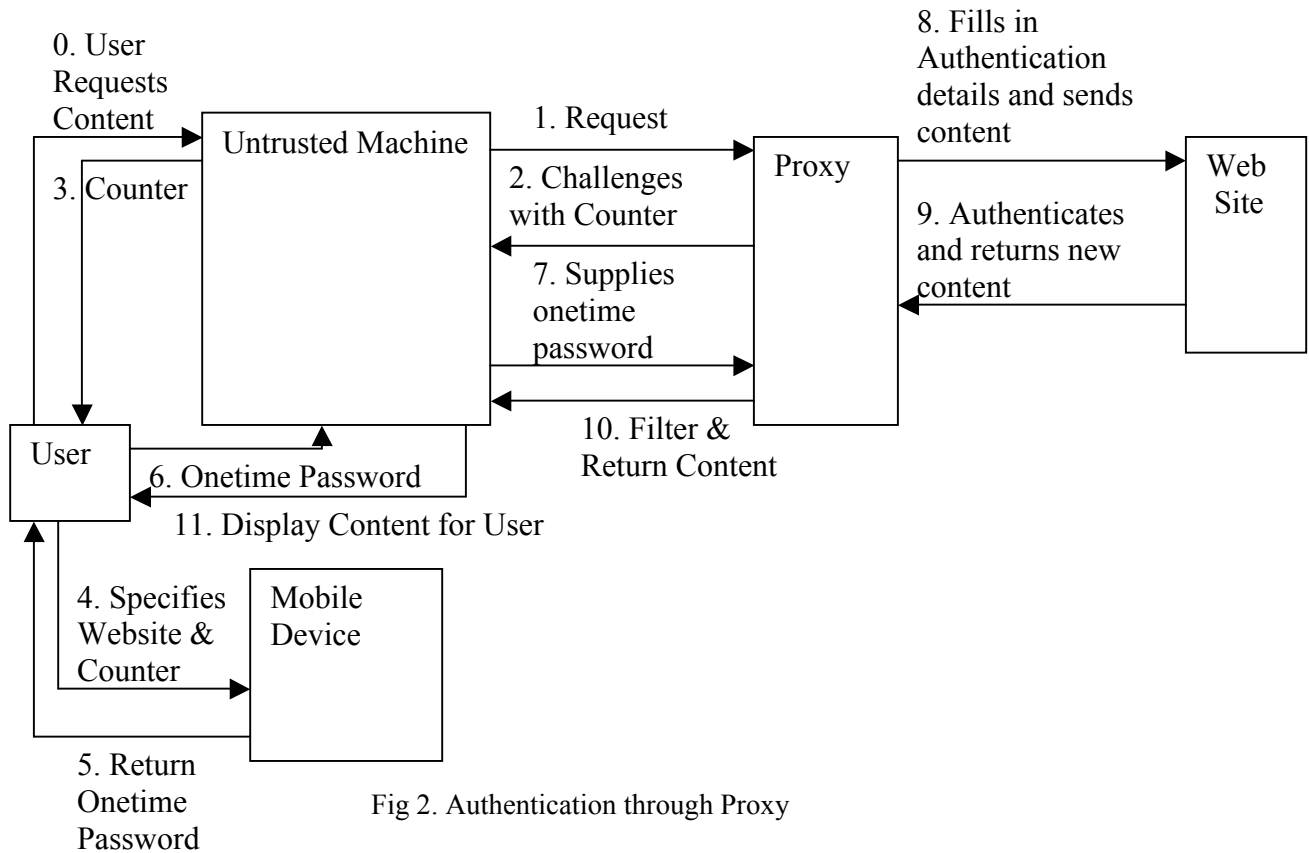 0. User
Requests
Content
8. Fills in
Authentication
details and sends
content
Untrusted Machine
1. Request
Proxy
Web
Site
3. Counter
2. Challenges
with Counter
9. Authenticates
and returns new
content
7. Supplies
onetime
password
10. Filter &
Return Content
User
6. Onetime Password
11. Display Content for User
4. Specifies
Website &
Counter
Mobile
Device
5. Return
Onetime
Password
Fig 2. Authentication through Proxy